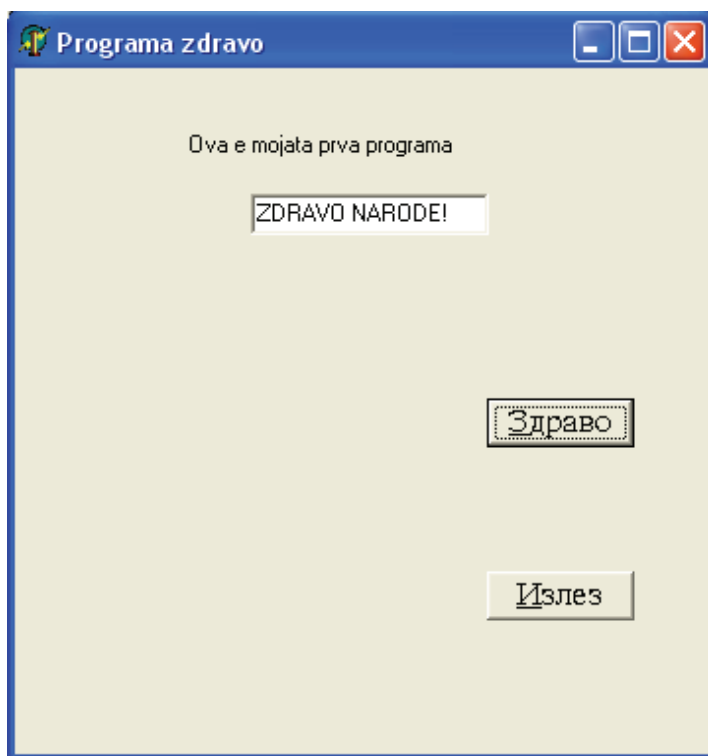 Programa zdravo
Ova e mojata prva programa
ZDRAVO NARODE!
Здраво
Излез